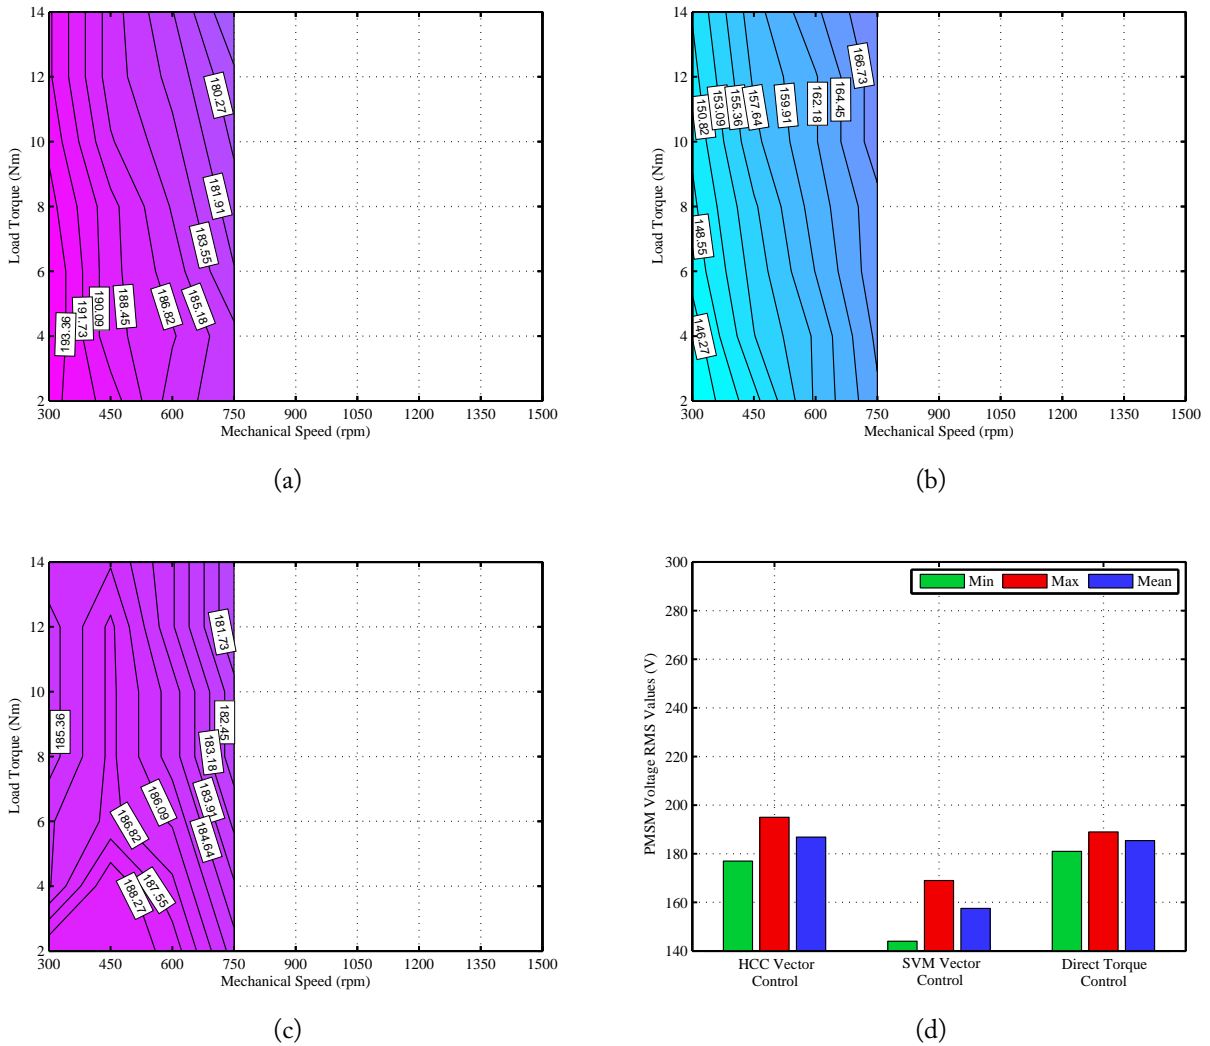 14
12
10
8
6
4
2
Load Torque (Nm)
180.27
181.91
183.55
185.18
186.82
188.45
190.09
191.73
193.36
300 450 600 750 900 1050 1200 1350 1500
Mechanical Speed (rpm)
(a)
14
12
10
8
6
4
2
Load Torque (Nm)
166.73
164.45
162.18
159.91
157.64
155.36
153.09
150.82
148.55
146.27
300 450 600 750 900 1050 1200 1350 1500
Mechanical Speed (rpm)
(b)
14
12
10
8
6
4
2
Load Torque (Nm)
181.73
182.45
183.18
183.91
184.64
185.36
186.09
186.82
187.55
188.27
300 450 600 750 900 1050 1200 1350 1500
Mechanical Speed (rpm)
(c)
300
280
260
240
220
200
180
160
140
PMSM Voltage RMS Values (V)
Min Max Mean
HCC Vector
Control
SVM Vector
Control
Direct Torque
Control
(d)